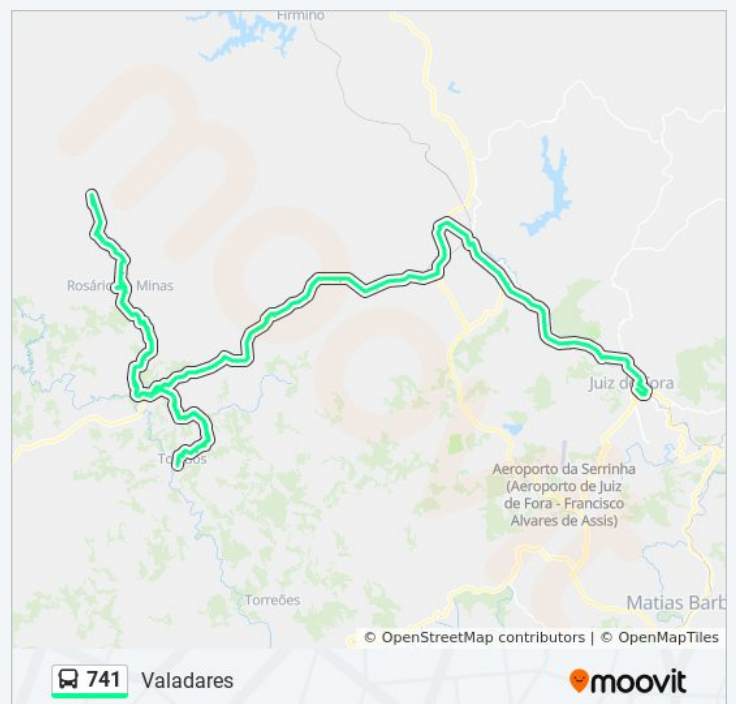 Firmino
Rosário Minas
Juiz de Fora
Aeroporto da Serrinha
(Aeroporto de Juiz
de Fora - Francisco
Alvares de Assis)
Torreões
Matias Barb
© OpenStreetMap contributors | © OpenMapTiles
741 Valadares
moovit